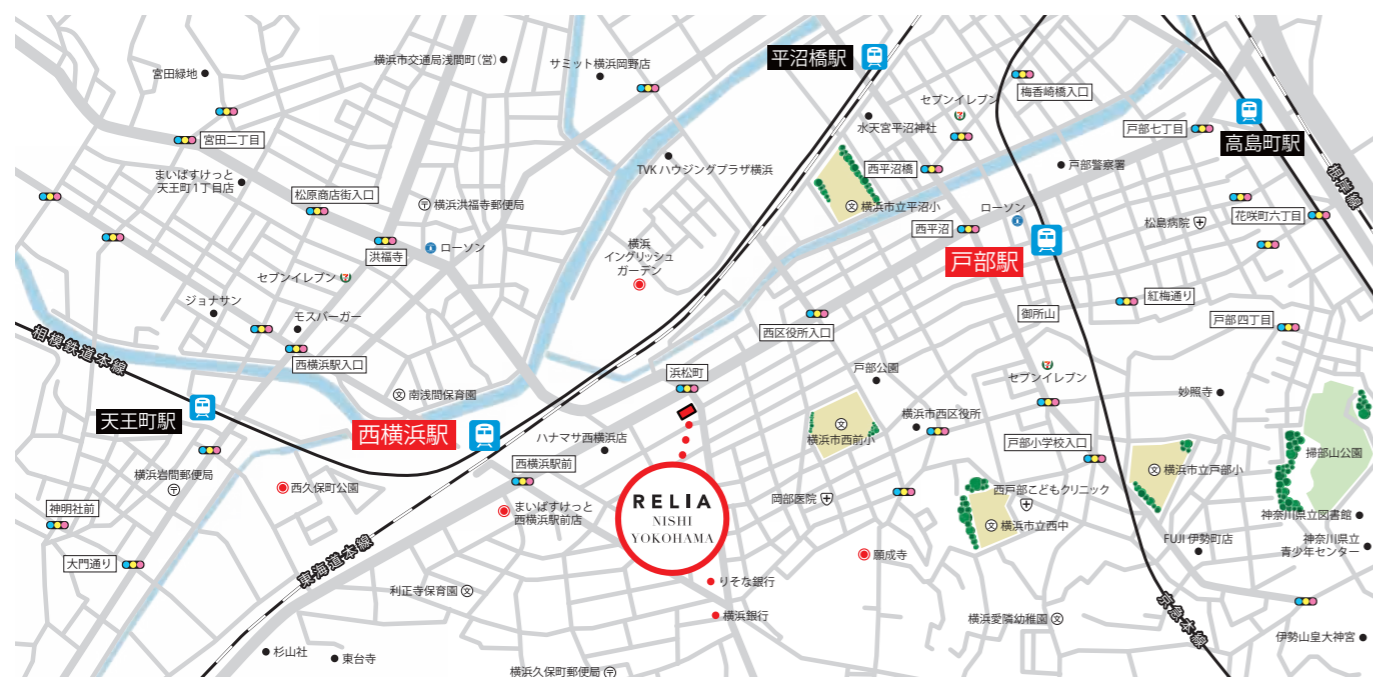 平沼橋駅
サミット横浜岡野店
横浜市交通局浅間町(営)
宮田緑地
セブンイレブン
梅香崎橋入口
水天宮平沼神社
戸部七丁目
高島町駅
宮田二丁目
戸部警察署
根岸線
TVKハウジングプラザ横浜
西平沼橋
まいばすけっと
天王町1丁目店
松原商店街入口
横浜洪福寺郵便局
横浜市立平沼小
ローソン
松島病院
花咲町六丁目
西平沼
洪福寺
ローソン
横浜
イングリッシュ
ガーデン
戸部駅
セブンイレブン
ジョナサン
紅梅通り
御所山
モスバーガー
西区役所入口
戸部四丁目
相模鉄道本線
西横浜駅入口
浜松町
戸部公園
セブンイレブン
南浅間保育園
妙照寺
天王町駅
西横浜駅
ハナマサ西横浜店
横浜市西区役所
横浜市西前小
戸部小学校入口
掃部山公園
西横浜駅前
横浜岩間郵便局
横浜市立戸部小
西久保町公園
岡部医院
西戸部こどもクリニック
RELIA
NISHI
YOKOHAMA
まいばすけっと
西横浜駅前店
神明社前
横浜市立西中
神奈川県立図書館
FUJI 伊勢町店
神奈川県立
青少年センター
願成寺
大門通り
東海道本線
りそな銀行
利正寺保育園
京急本線
横浜銀行
横浜愛隣幼稚園
伊勢山皇大神宮
杉山社
東台寺
横浜久保町郵便局